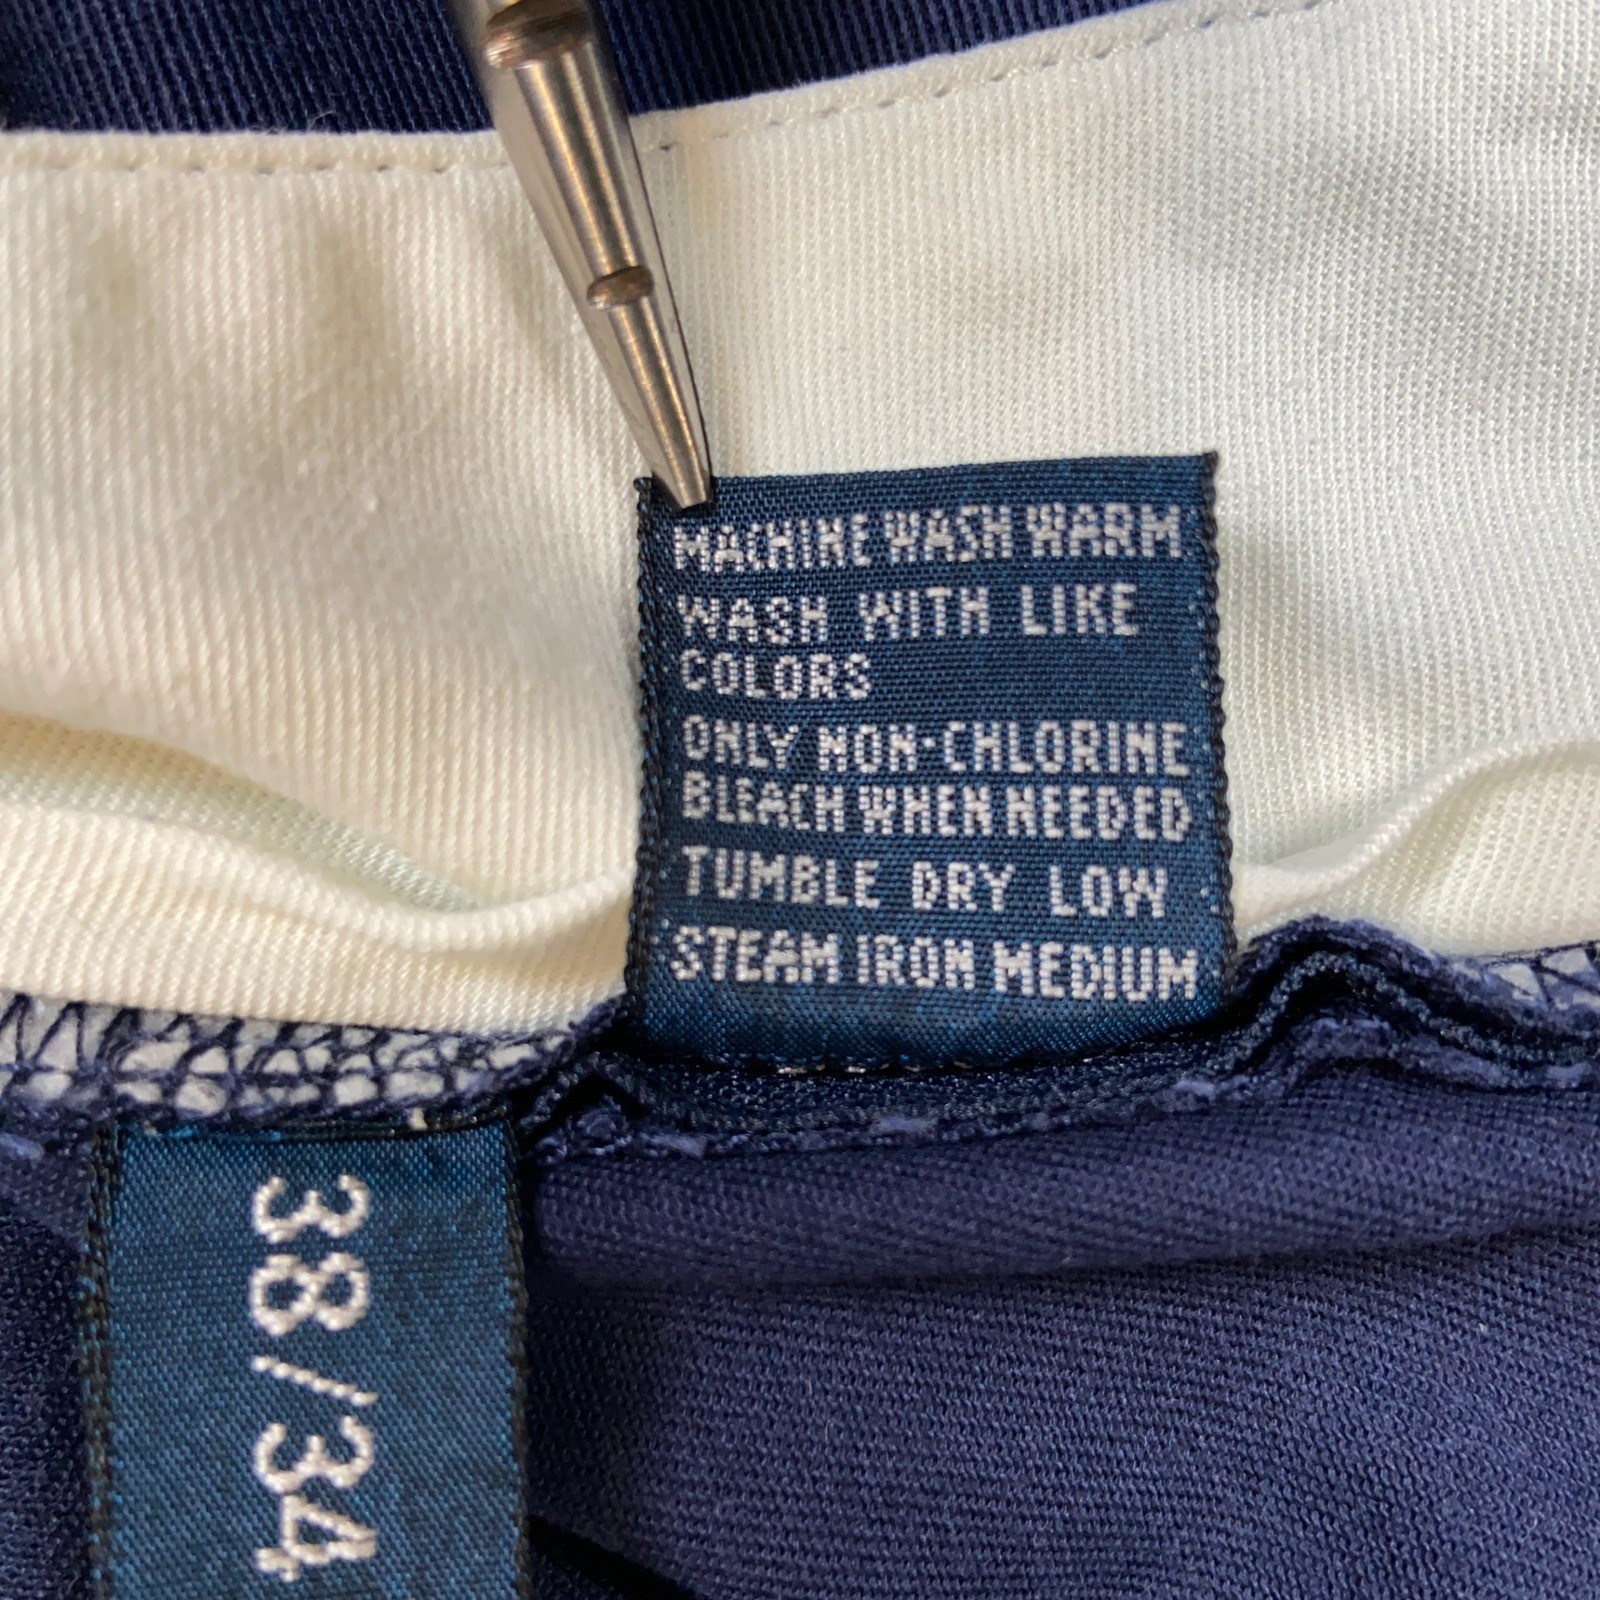 MACHINE WASH WARM
WASH WITH LIKE
COLORS
ONLY NON-CHLORINE
BLEACH WHEN NEEDED
TUMBLE DRY LOW
STEAM IRON MEDIUM
38/34